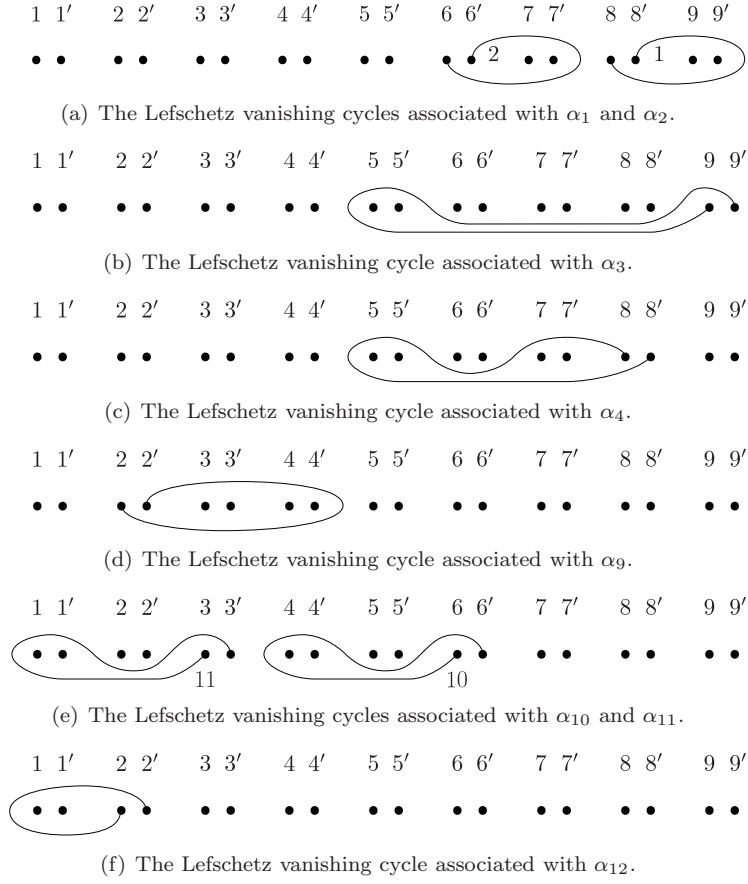 1 1′ 2 2′ 3 3′ 4 4′ 5 5′ 6 6′ 7 7′ 8 8′ 9 9′
2 1
(a) The Lefschetz vanishing cycles associated with α₁ and α₂.
1 1′ 2 2′ 3 3′ 4 4′ 5 5′ 6 6′ 7 7′ 8 8′ 9 9′
(b) The Lefschetz vanishing cycle associated with α₃.
1 1′ 2 2′ 3 3′ 4 4′ 5 5′ 6 6′ 7 7′ 8 8′ 9 9′
(c) The Lefschetz vanishing cycle associated with α₄.
1 1′ 2 2′ 3 3′ 4 4′ 5 5′ 6 6′ 7 7′ 8 8′ 9 9′
(d) The Lefschetz vanishing cycle associated with α₉.
1 1′ 2 2′ 3 3′ 4 4′ 5 5′ 6 6′ 7 7′ 8 8′ 9 9′
11 10
(e) The Lefschetz vanishing cycles associated with α₁₀ and α₁₁.
1 1′ 2 2′ 3 3′ 4 4′ 5 5′ 6 6′ 7 7′ 8 8′ 9 9′
(f) The Lefschetz vanishing cycle associated with α₁₂.